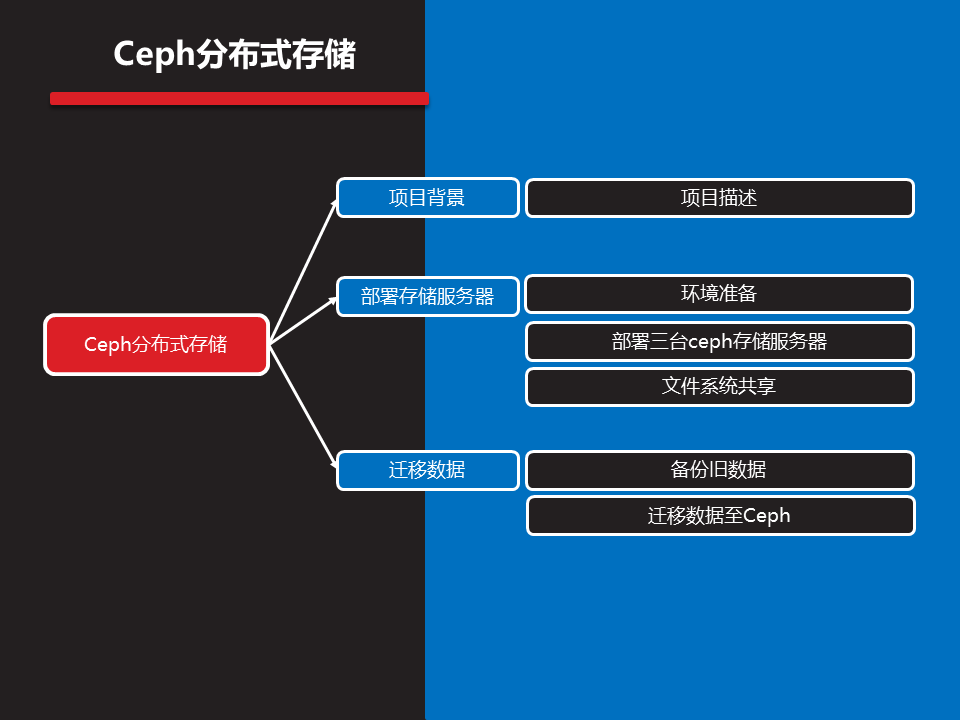 Ceph分布式存储
Ceph分布式存储
项目背景
项目描述
部署存储服务器
环境准备
部署三台ceph存储服务器
文件系统共享
迁移数据
备份旧数据
迁移数据至Ceph